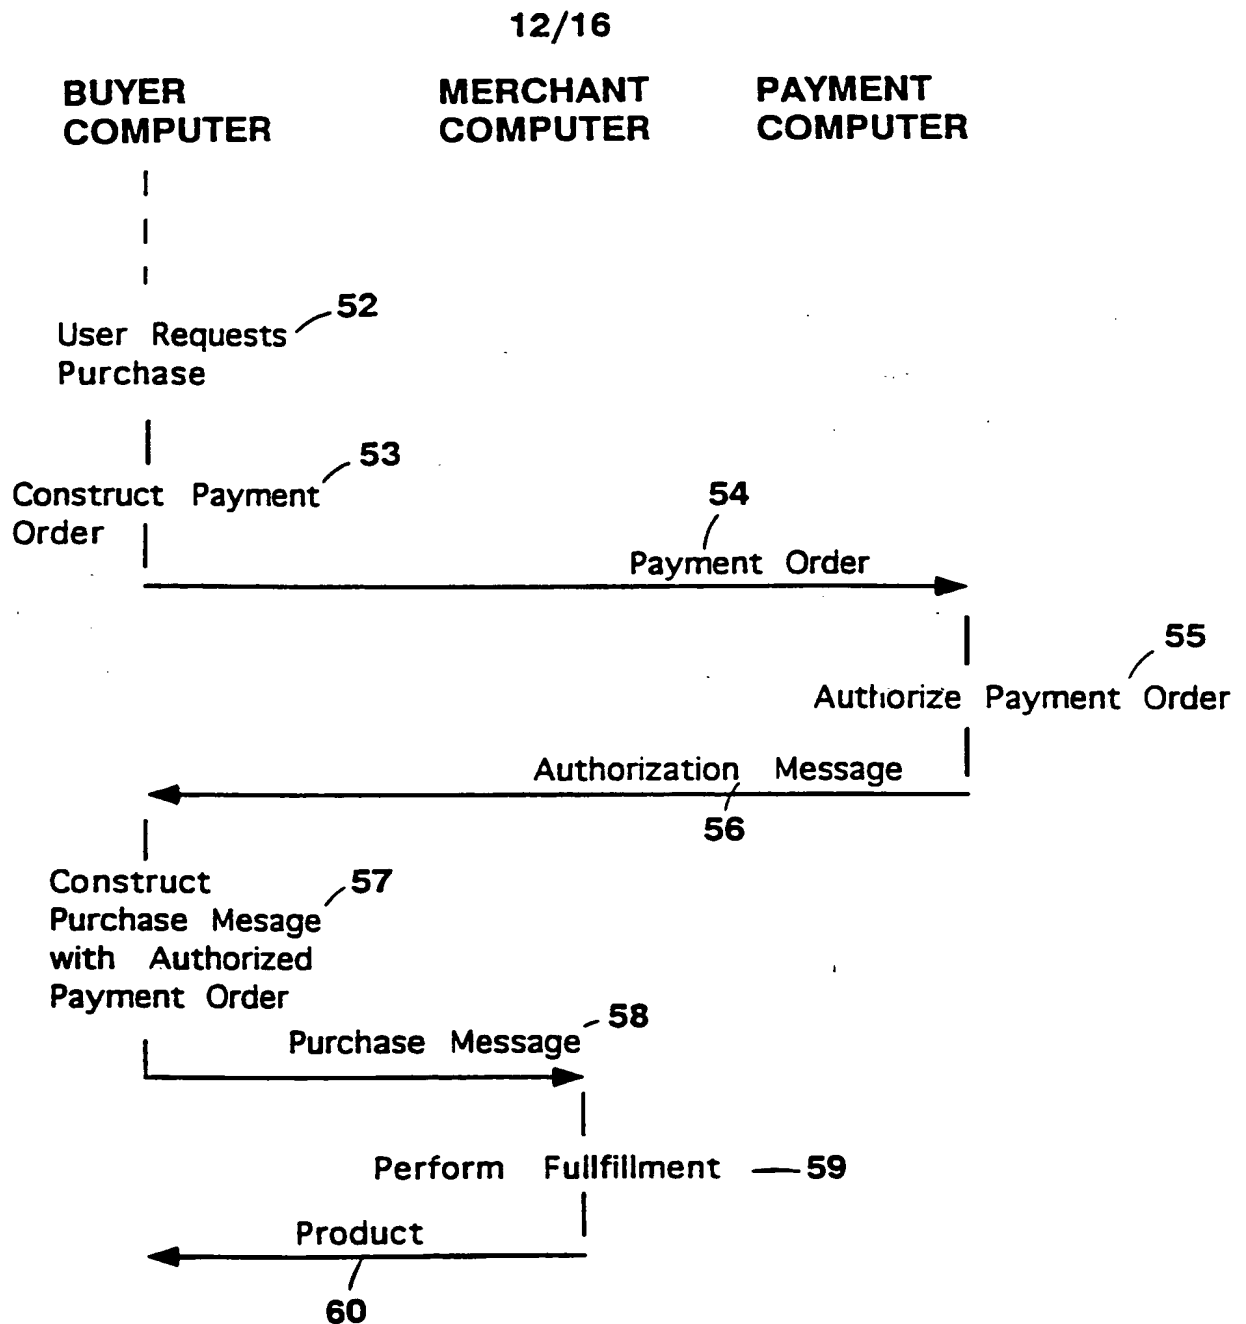 12/16
BUYER
COMPUTER
MERCHANT
COMPUTER
PAYMENT
COMPUTER
52
User Requests
Purchase
53
Construct Payment
Order
54
Payment Order
55
Authorize Payment Order
Authorization Message
56
Construct
Purchase Mesage
with Authorized
Payment Order
57
58
Purchase Message
Perform Fullfillment
59
Product
60